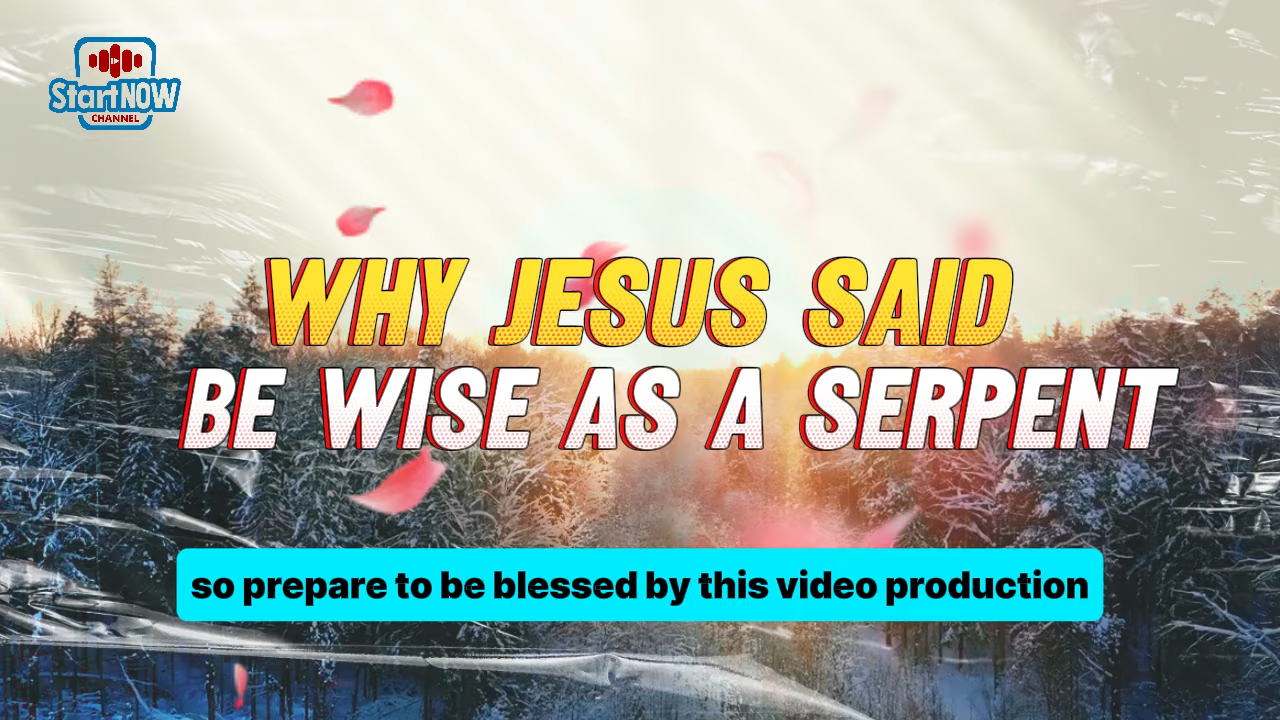 StartNOW
CHANNEL
WHY JESUS SAID
BE WISE AS A SERPENT
so prepare to be blessed by this video production